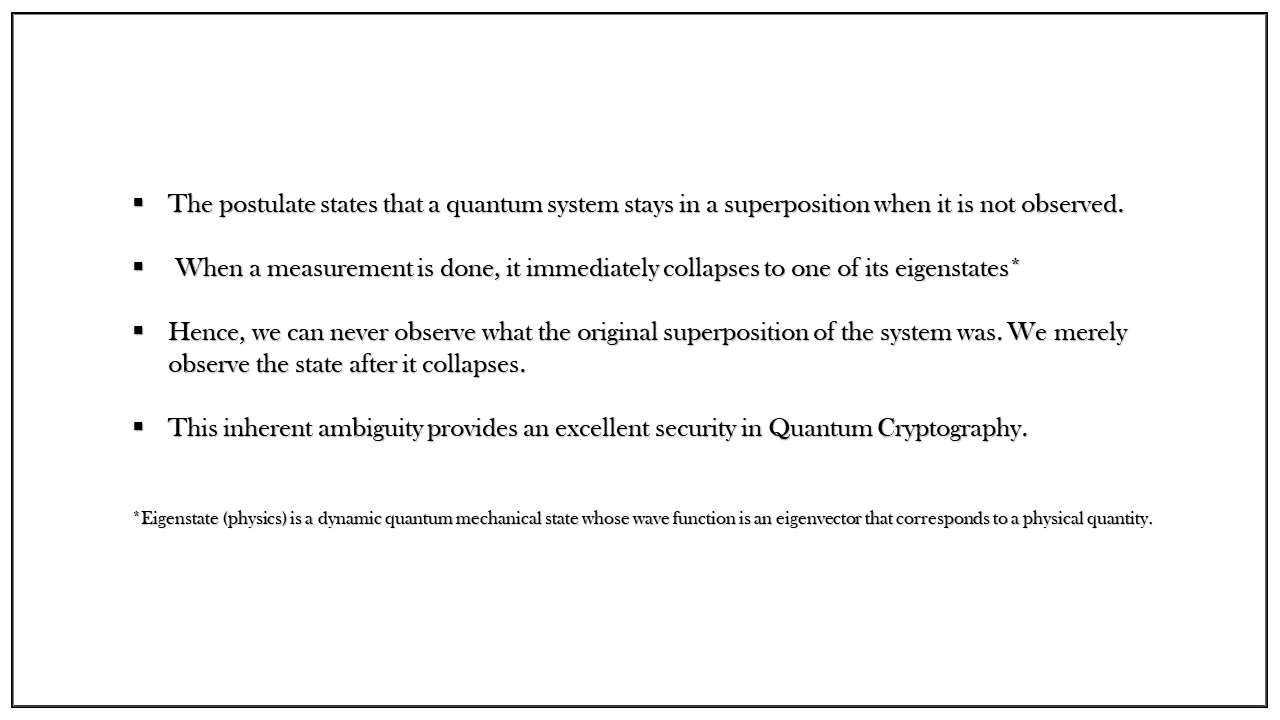 ▪ The postulate states that a quantum system stays in a superposition when it is not observed.
▪ When a measurement is done, it immediately collapses to one of its eigenstates*
▪ Hence, we can never observe what the original superposition of the system was. We merely
observe the state after it collapses.
▪ This inherent ambiguity provides an excellent security in Quantum Cryptography.
*Eigenstate (physics) is a dynamic quantum mechanical state whose wave function is an eigenvector that corresponds to a physical quantity.